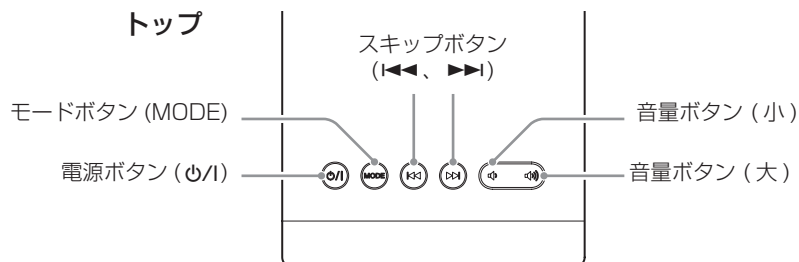 トップ
スキップボタン
(⏮、⏭)
モードボタン (MODE)
音量ボタン ( 小 )
電源ボタン ( ⏻/I )
音量ボタン ( 大 )
⏻/I
MODE